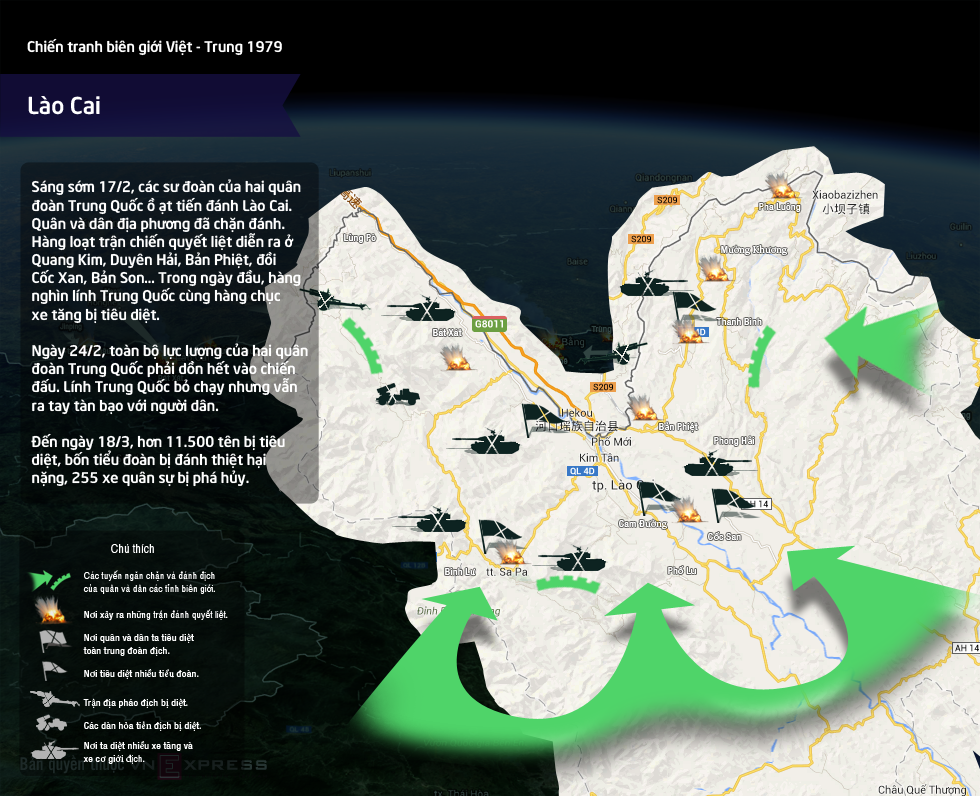 Chiến tranh biên giới Việt - Trung 1979
Lào Cai
Sáng sớm 17/2, các sư đoàn của hai quân
đoàn Trung Quốc ồ ạt tiến đánh Lào Cai.
Quân và dân địa phương đã chặn đánh.
Hàng loạt trận chiến quyết liệt diễn ra ở
Quang Kim, Duyên Hải, Bản Phiệt, đồi
Cốc Xan, Bản Son... Trong ngày đầu, hàng
nghìn lính Trung Quốc cùng hàng chục
xe tăng bị tiêu diệt.
Ngày 24/2, toàn bộ lực lượng của hai quân
đoàn Trung Quốc phải dồn hết vào chiến
đấu. Lính Trung Quốc bỏ chạy nhưng vẫn
ra tay tàn bạo với người dân.
Đến ngày 18/3, hơn 11.500 tên bị tiêu
diệt, bốn tiểu đoàn bị đánh thiệt hại
nặng, 255 xe quân sự bị phá hủy.
Chú thích
Các tuyến ngăn chặn và đánh địch
của quân và dân các tỉnh biên giới.
Nơi xảy ra những trận đánh quyết liệt.
Nơi quân và dân ta tiêu diệt
toàn trung đoàn địch.
Nơi tiêu diệt nhiều tiểu đoàn.
Trận địa pháo địch bị diệt.
Các dàn hỏa tiễn địch bị diệt.
Nơi ta diệt nhiều xe tăng và
xe cơ giới địch.
Bản quyền thuộc VNEXPRESS
Liupanshui
Qiandongnan
Xiaobazizhen
小坝子镇
S209
Pha Luông
Lũng Pô
S209
Mường Khương
Baise
Bát Xát
G8011
Thanh Bình
Bằng
S209
Hekou
河口瑶族自治县
Bản Phiệt
Phố Mới
Phong Hải
Kim Tân
QL 4D
tp. Lào
AH 14
Cam Đường
Cốc San
Bình Lư
tt. Sa Pa
Phố Lu
AH 14
Châu Quế Thượng